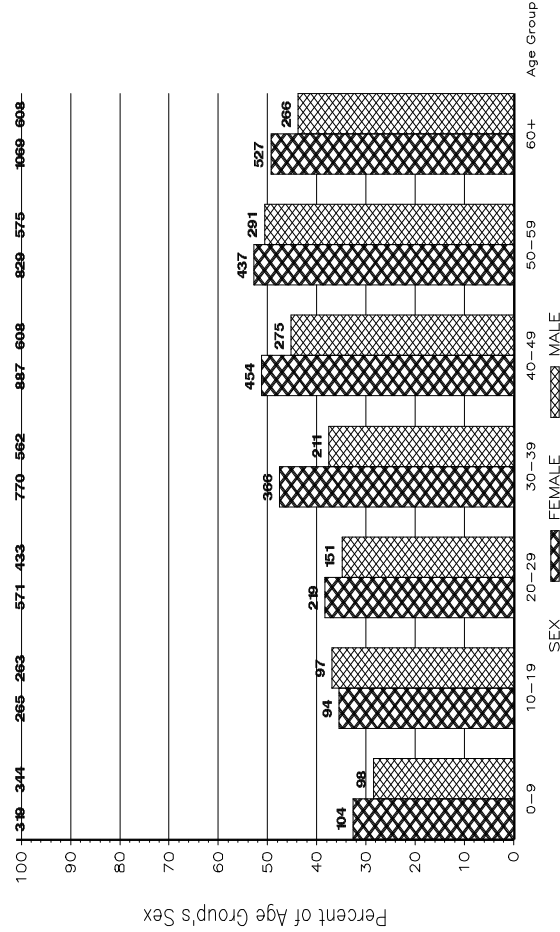 Percent of Age Group's Sex
100
90
80
70
60
50
40
30
20
10
0
319 344 265 263 571 433 770 562 887 608 829 575 1069 608
104 98 94 97 219 151 366 211 454 275 437 291 527 266
0-9 10-19 20-29 30-39 40-49 50-59 60+ Age Group
SEX FEMALE MALE